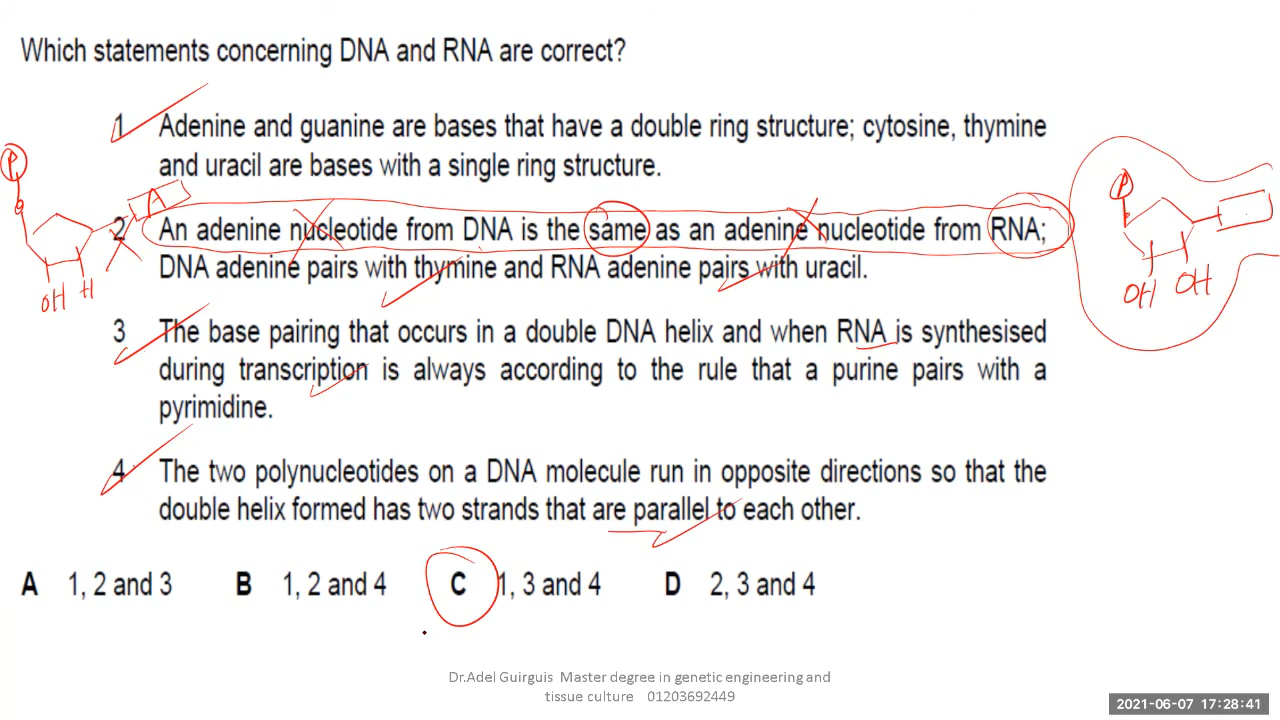 Which statements concerning DNA and RNA are correct?
1 Adenine and guanine are bases that have a double ring structure; cytosine, thymine
and uracil are bases with a single ring structure.
P
A
P
2 An adenine nucleotide from DNA is the same as an adenine nucleotide from RNA;
DNA adenine pairs with thymine and RNA adenine pairs with uracil.
OH H
OH OH
3 The base pairing that occurs in a double DNA helix and when RNA is synthesised
during transcription is always according to the rule that a purine pairs with a
pyrimidine.
4 The two polynucleotides on a DNA molecule run in opposite directions so that the
double helix formed has two strands that are parallel to each other.
A 1, 2 and 3 B 1, 2 and 4 C 1, 3 and 4 D 2, 3 and 4
Dr.Adel Guirguis Master degree in genetic engineering and
tissue culture 01203692449
2021-06-07 17:28:41